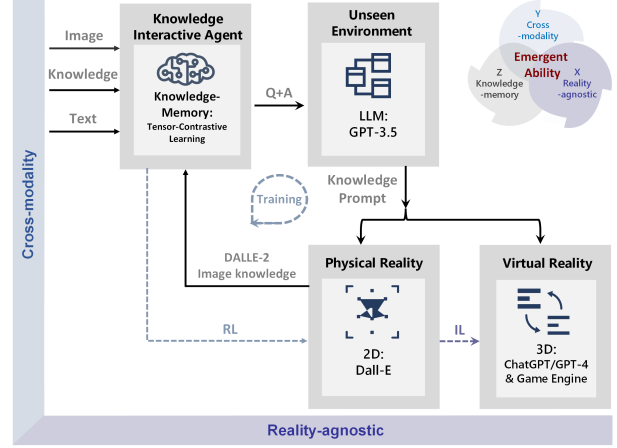 Image
Knowledge
Text
Knowledge
Interactive Agent
Knowledge-
Memory:
Tensor-Contrastive
Learning
Q+A
Unseen
Environment
LLM:
GPT-3.5
Y
Cross
-modality
Emergent
Ability
Z
Knowledge
-memory
X
Reality
-agnostic
Training
Knowledge
Prompt
DALLE-2
Image knowledge
RL
Physical Reality
2D:
Dall-E
IL
Virtual Reality
3D:
ChatGPT/GPT-4
& Game Engine
Cross-modality
Reality-agnostic